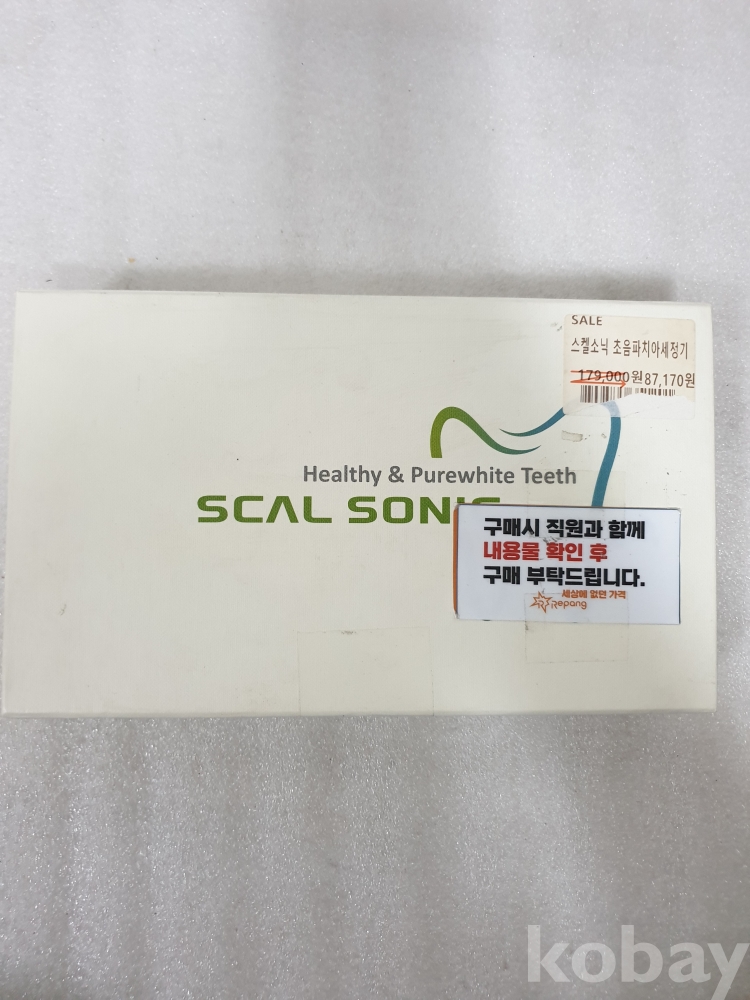 SALE
스켈소닉 초음파치아세정기
179,000원87,170원
Healthy & Purewhite Teeth
SCAL SONIC
구매시 직원과 함께
내용물 확인 후
구매 부탁드립니다.
세상에 없던 가격
Repang
kobay